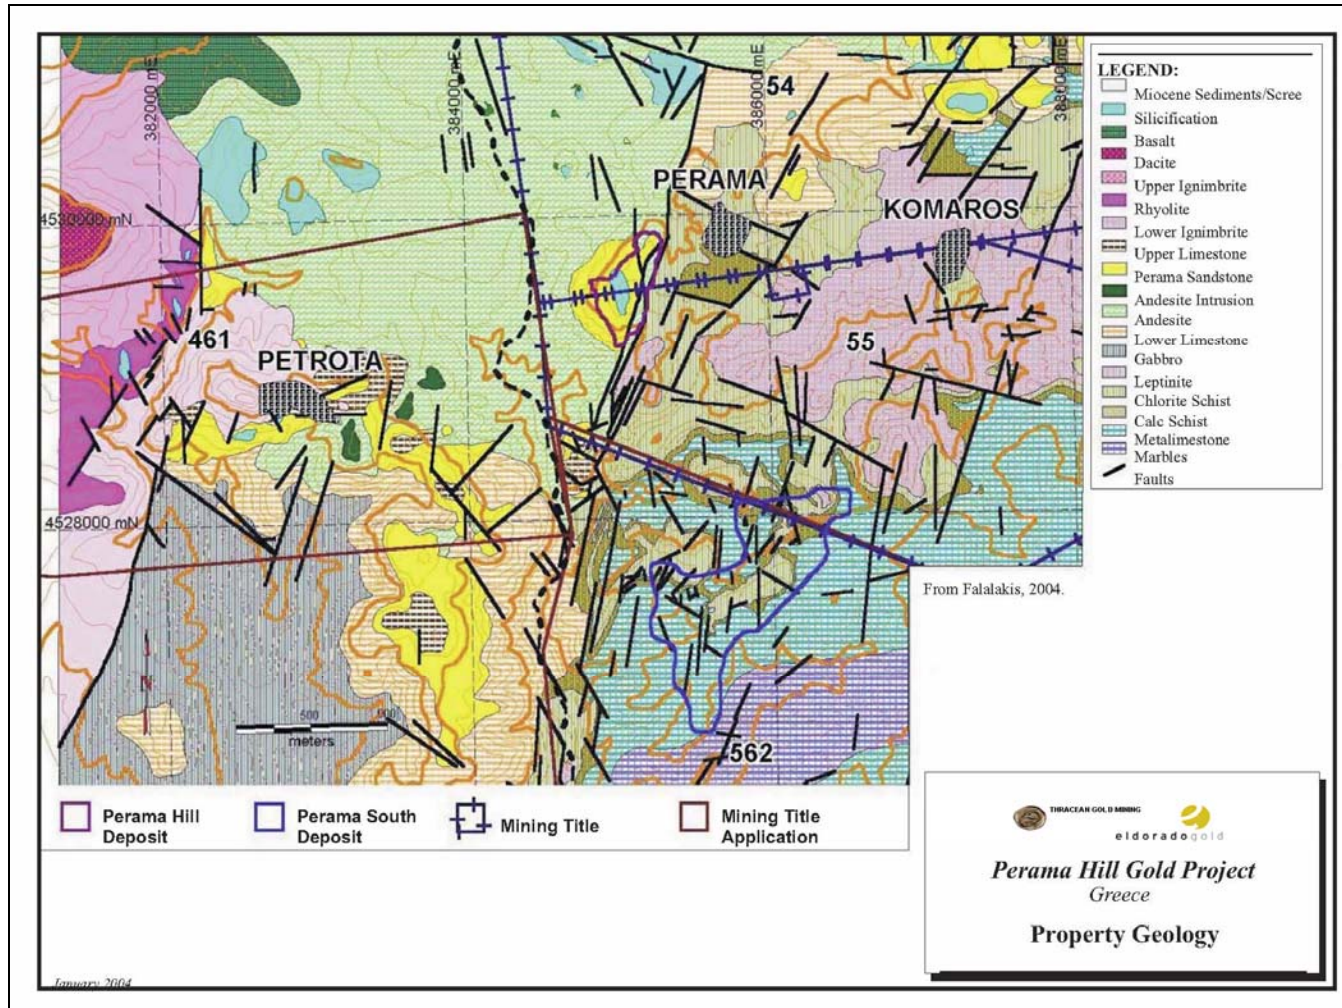 382000 mE
384000 mE
386000 mE
388000 mE
54
PERAMA
KOMAROS
4530000 mN
461
PETROTA
55
4528000 mN
N
500
meters
562
LEGEND:
Miocene Sediments/Scree
Silicification
Basalt
Dacite
Upper Ignimbrite
Rhyolite
Lower Ignimbrite
Upper Limestone
Perama Sandstone
Andesite Intrusion
Andesite
Lower Limestone
Gabbro
Leptinite
Chlorite Schist
Calc Schist
Metalimestone
Marbles
Faults
From Falalakis, 2004.
Perama Hill
Deposit
Perama South
Deposit
Mining Title
Mining Title
Application
THRACEAN GOLD MINING
eldoradogold
Perama Hill Gold Project
Greece
Property Geology
January 2004